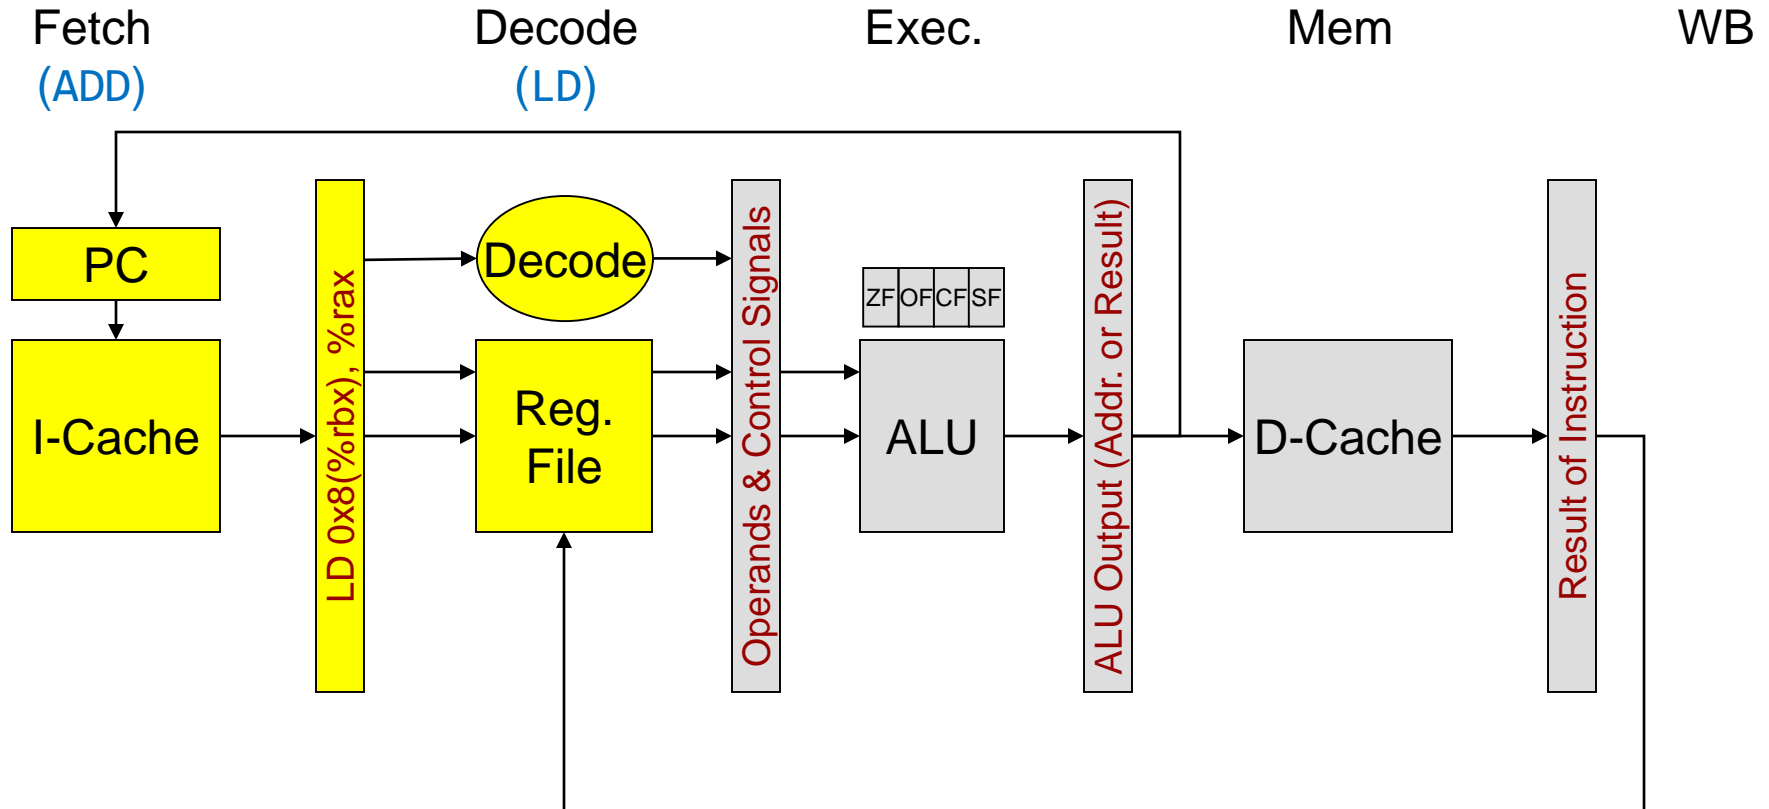 Fetch
Decode
Exec.
Mem
WB
(ADD)
(LD)
PC
I-Cache
LD 0x8(%rbx), %rax
Decode
Reg.
File
Operands & Control Signals
ZF OF CF SF
ALU
ALU Output (Addr. or Result)
D-Cache
Result of Instruction